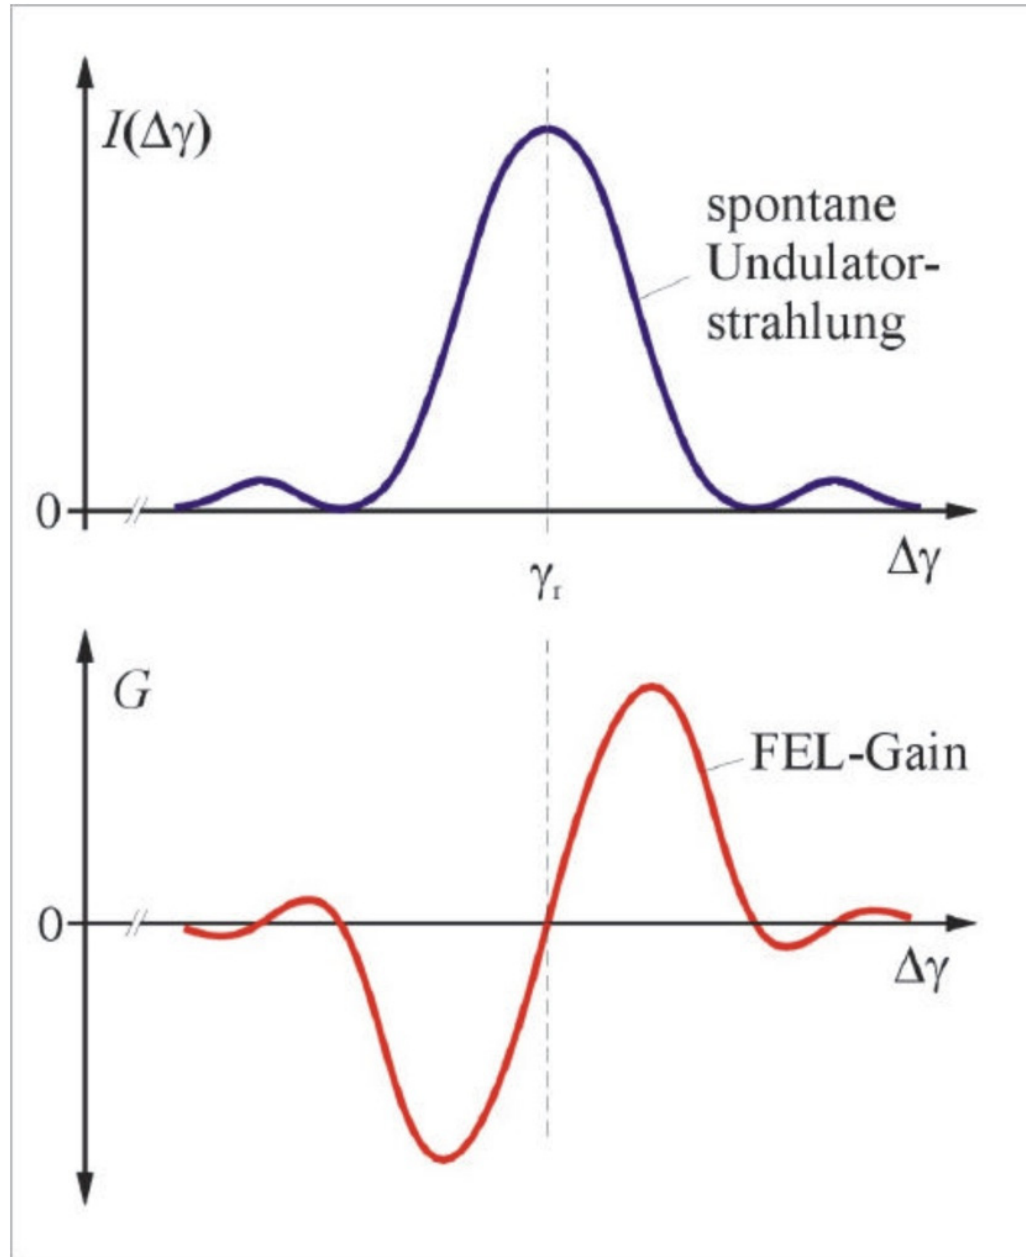 I(Δγ)
spontane
Undulator-
strahlung
0
Δγ
γᵣ
G
FEL-Gain
0
Δγ